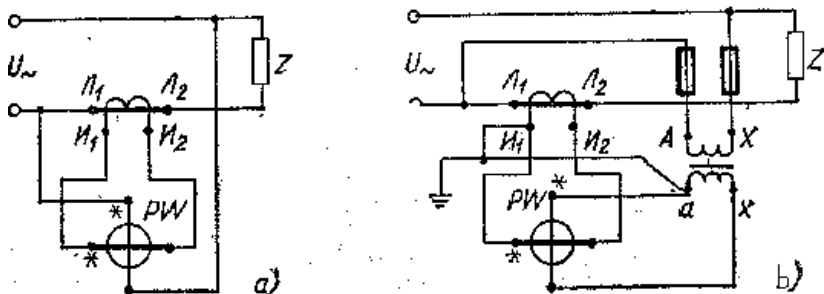 U~
Z
Л₁
Л₂
И₁
И₂
*
PW
*
а)
U~
Z
Л₁
Л₂
И₁
И₂
A
X
*
PW
a
x
*
b)